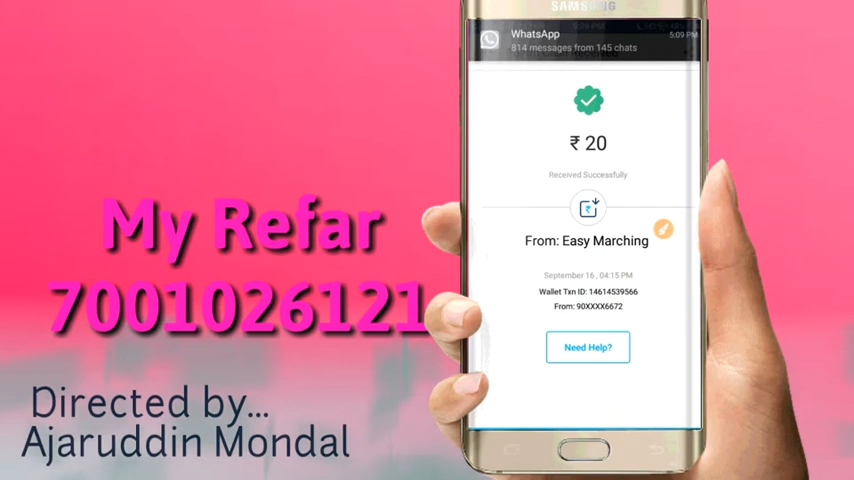 SAMSUNG
WhatsApp
5:09 PM
814 messages from 145 chats
₹ 20
Received Successfully
From: Easy Marching
September 16 , 04:15 PM
Wallet Txn ID: 14614539566
From: 90XXXX6672
Need Help?
My Refar
7001026121
Directed by...
Ajaruddin Mondal